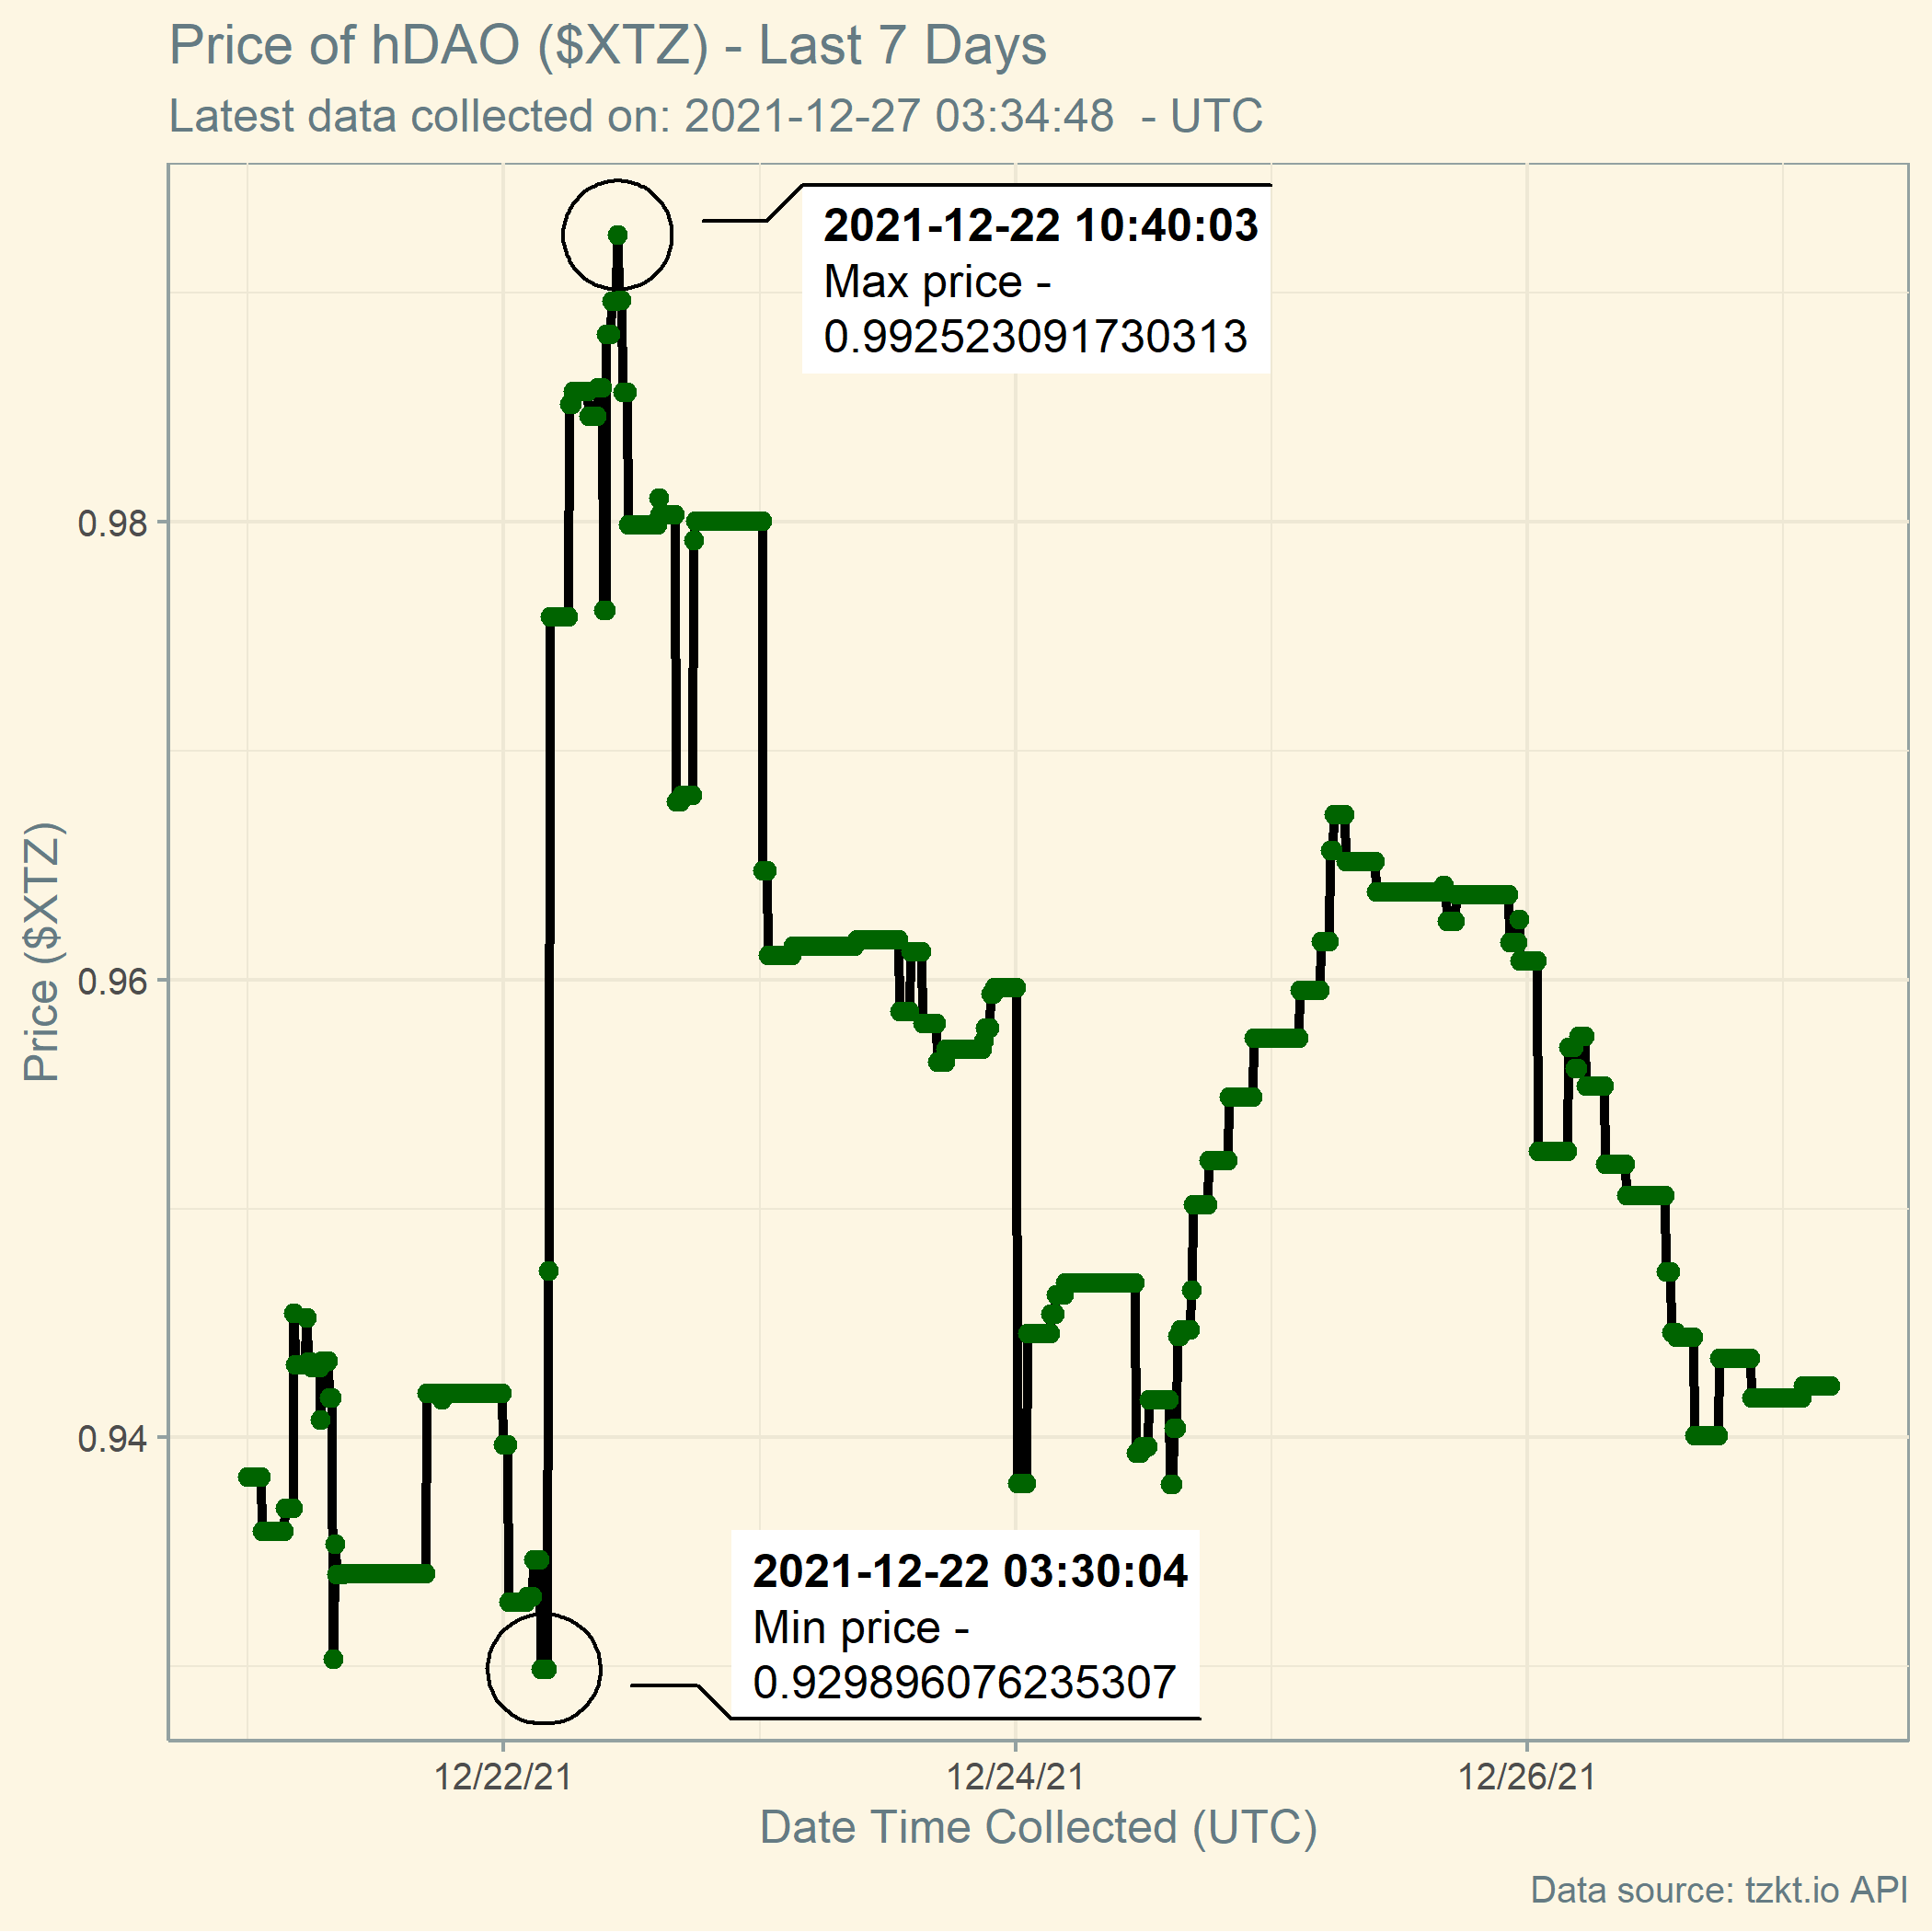 Price of hDAO ($XTZ) - Last 7 Days
Latest data collected on: 2021-12-27 03:34:48  - UTC
2021-12-22 10:40:03
Max price -
0.992523091730313
0.98
0.96
0.94
Price ($XTZ)
2021-12-22 03:30:04
Min price -
0.929896076235307
12/22/21
12/24/21
12/26/21
Date Time Collected (UTC)
Data source: tzkt.io API